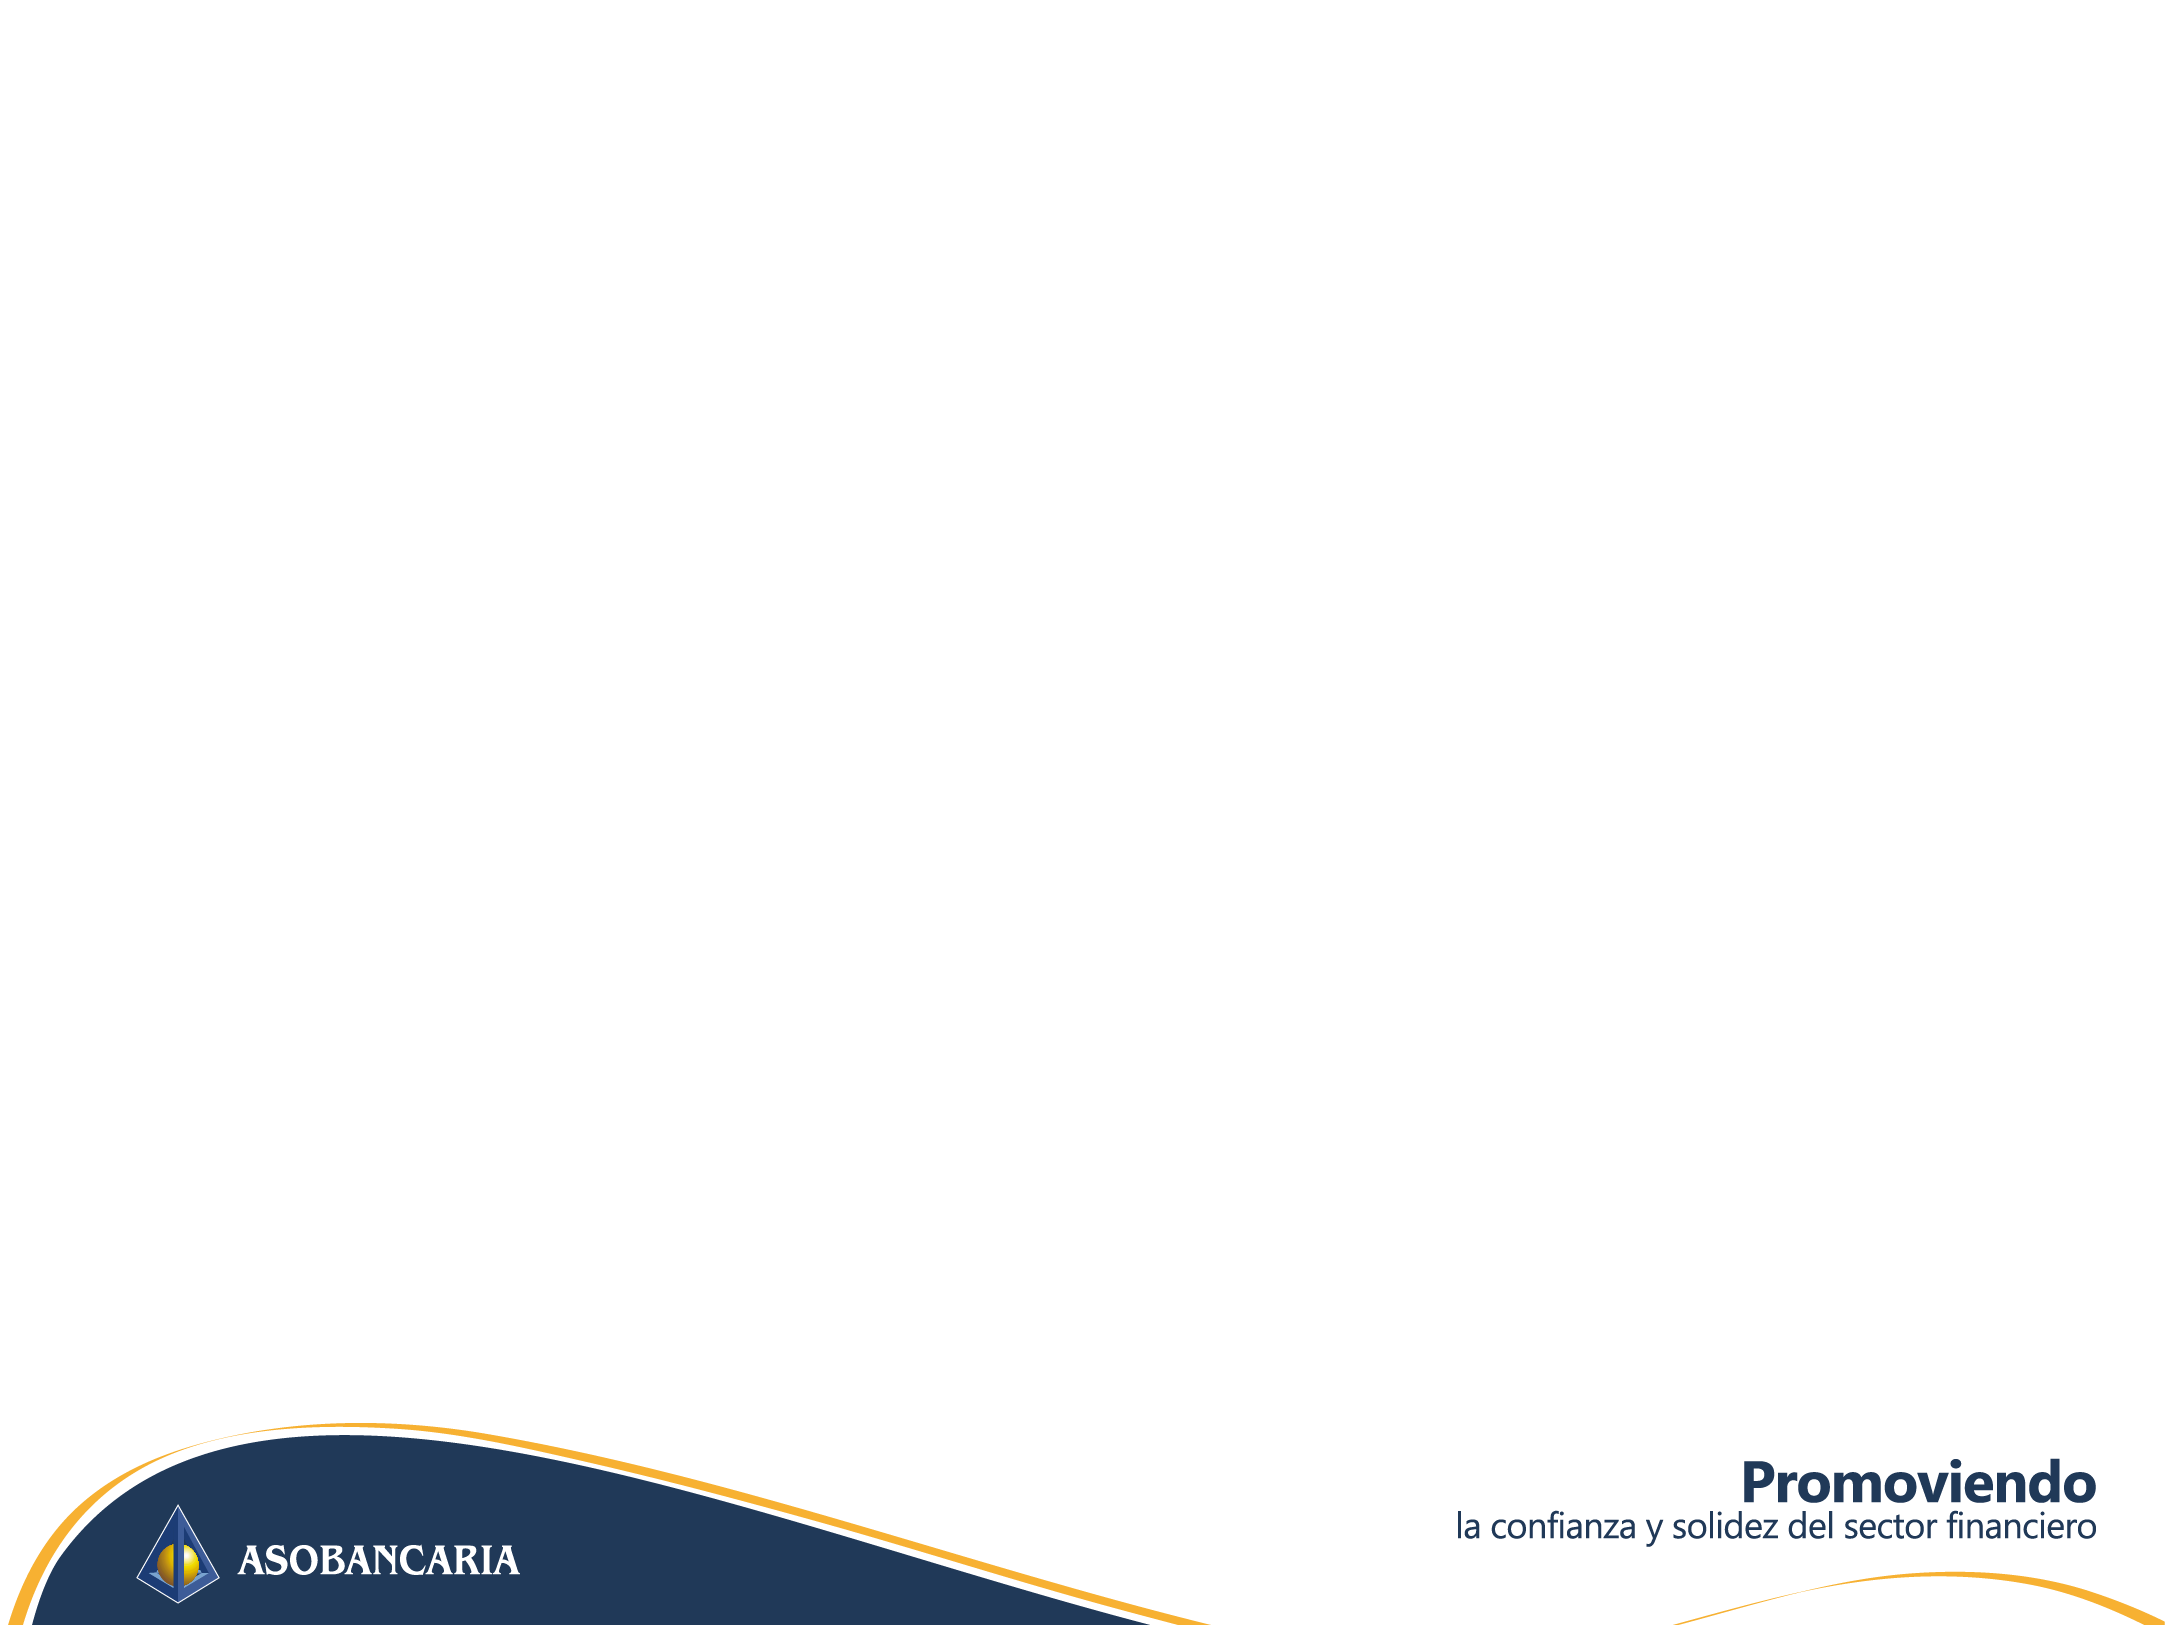 Promoviendo
la confianza y solidez del sector financiero
ASOBANCARIA